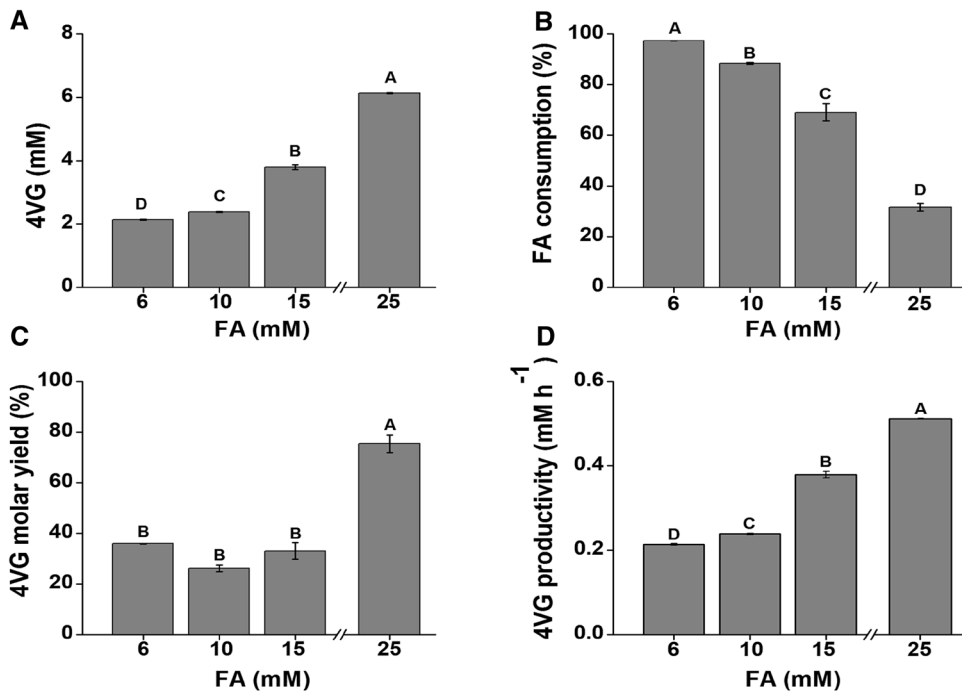 A
4VG (mM)
8
6
4
2
0
D
C
B
A
6 10 15 25
FA (mM)
B
FA consumption (%)
100
80
60
40
20
0
A
B
C
D
6 10 15 25
FA (mM)
C
4VG molar yield (%)
100
80
60
40
20
0
B
B
B
A
6 10 15 25
FA (mM)
D
4VG productivity (mM h-1)
0.6
0.4
0.2
0.0
D
C
B
A
6 10 15 25
FA (mM)